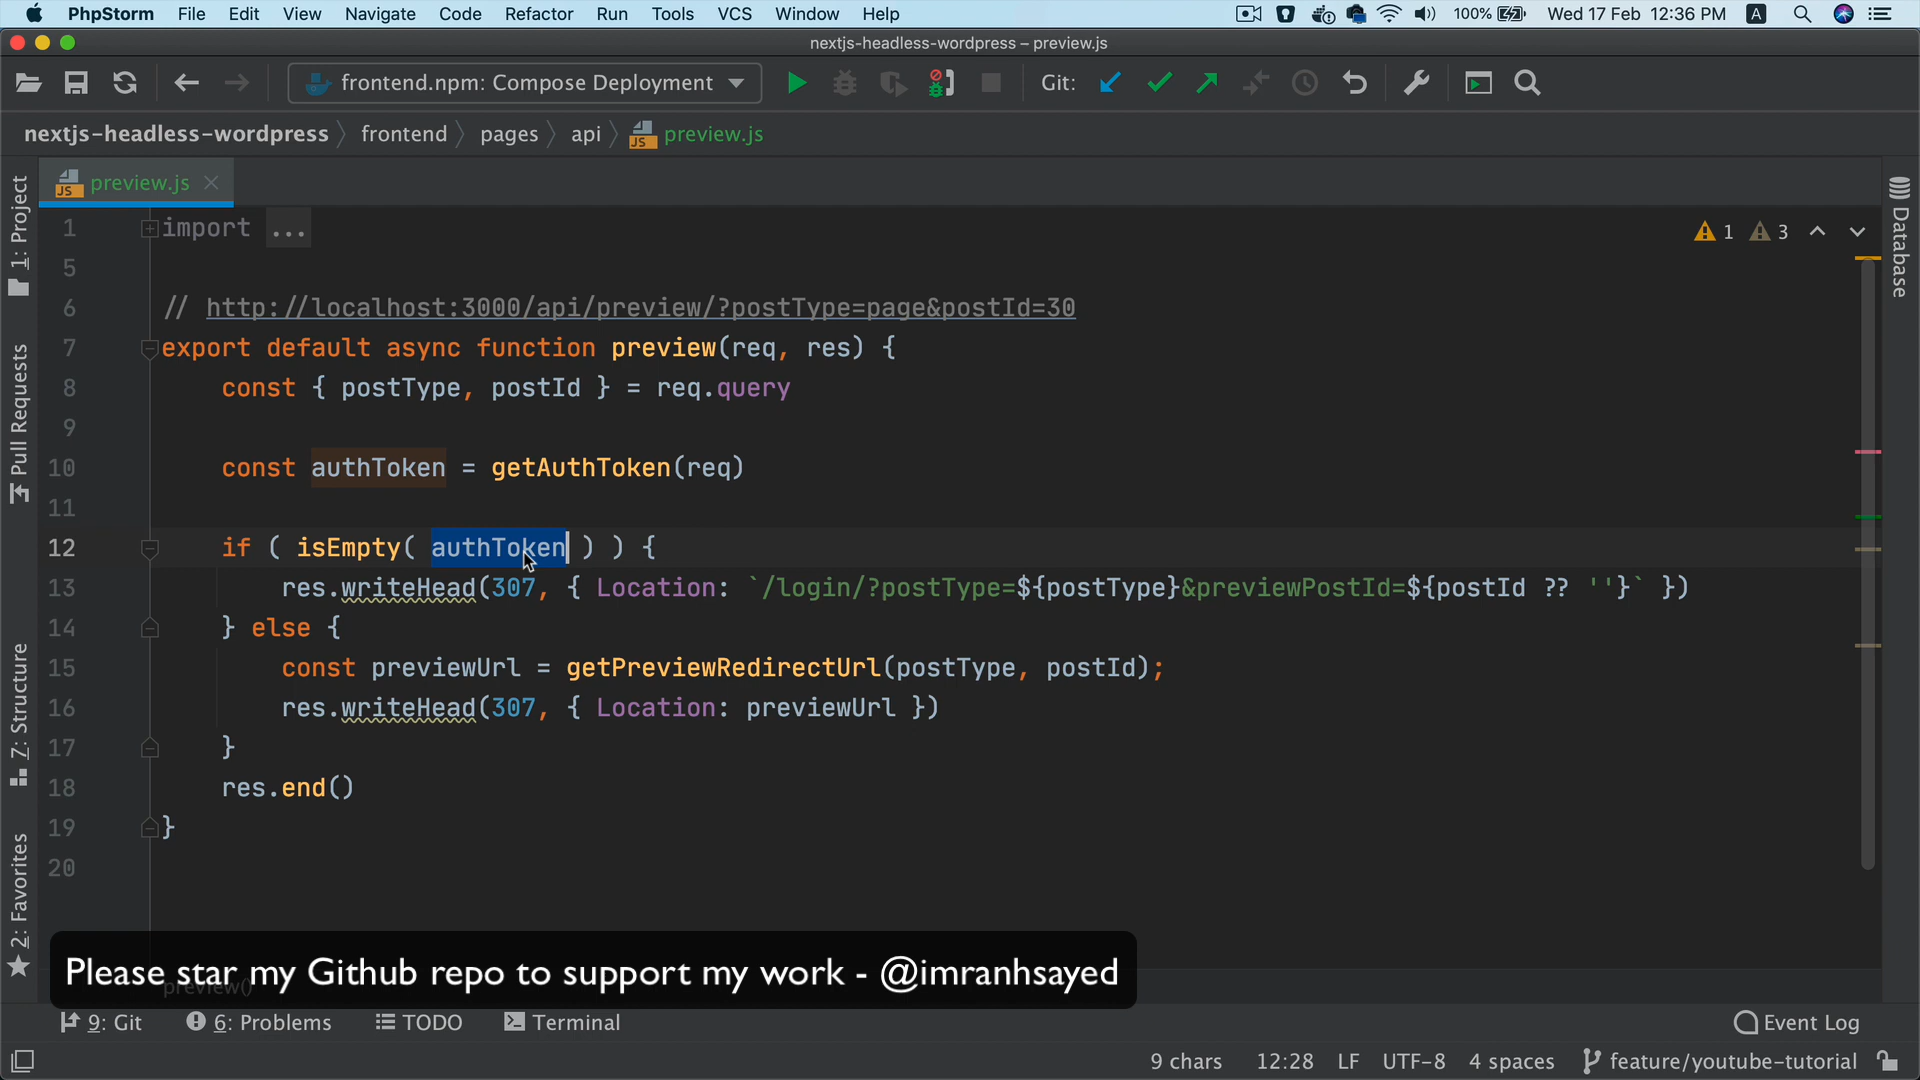 PhpStorm File Edit View Navigate Code Refactor Run Tools VCS Window Help 100% Wed 17 Feb 12:36 PM A
nextjs-headless-wordpress – preview.js
frontend.npm: Compose Deployment Git:
nextjs-headless-wordpress frontend pages api JS preview.js
JS preview.js
1 import ...
1 3
5
6 // http://localhost:3000/api/preview/?postType=page&postId=30
7 export default async function preview(req, res) {
8 const { postType, postId } = req.query
9
10 const authToken = getAuthToken(req)
11
12 if ( isEmpty( authToken ) ) {
13 res.writeHead(307, { Location: `/login/?postType=${postType}&previewPostId=${postId ?? ''}` })
14 } else {
15 const previewUrl = getPreviewRedirectUrl(postType, postId);
16 res.writeHead(307, { Location: previewUrl })
17 }
18 res.end()
19 }
20
1: Project
Pull Requests
7: Structure
2: Favorites
Database
Please star my Github repo to support my work - @imranhsayed
preview()
9: Git 6: Problems TODO Terminal Event Log
9 chars 12:28 LF UTF-8 4 spaces feature/youtube-tutorial